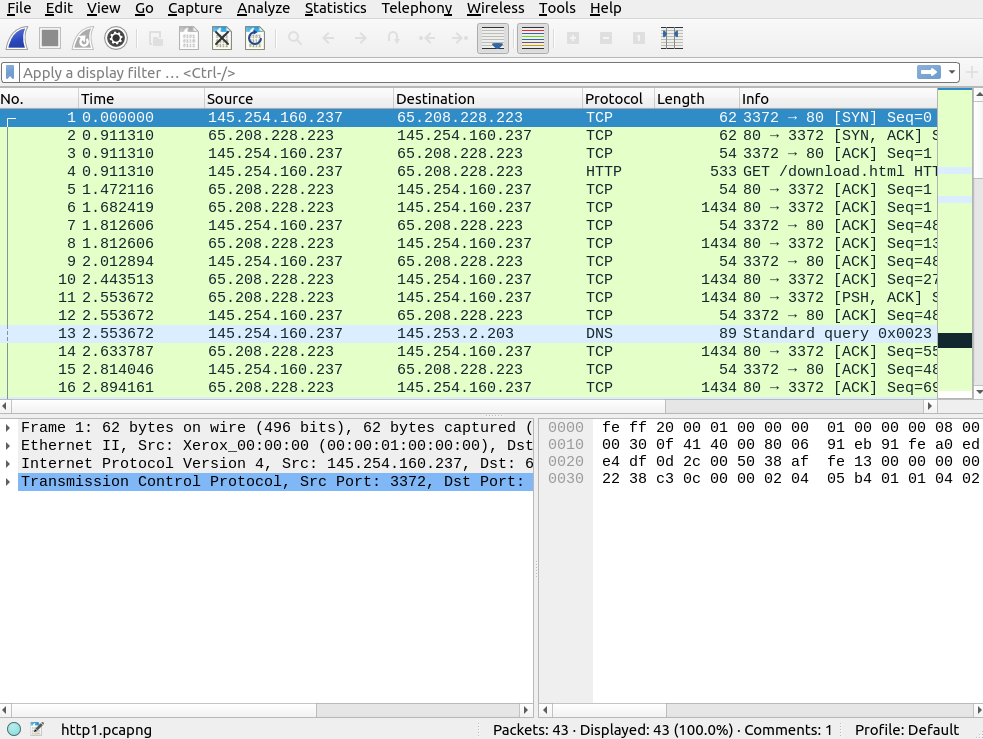 File Edit View Go Capture Analyze Statistics Telephony Wireless Tools Help
Apply a display filter … <Ctrl-/>
No. Time Source Destination Protocol Length Info
1 0.000000 145.254.160.237 65.208.228.223 TCP 62 3372 → 80 [SYN] Seq=0
2 0.911310 65.208.228.223 145.254.160.237 TCP 62 80 → 3372 [SYN, ACK] S
3 0.911310 145.254.160.237 65.208.228.223 TCP 54 3372 → 80 [ACK] Seq=1
4 0.911310 145.254.160.237 65.208.228.223 HTTP 533 GET /download.html HTT
5 1.472116 65.208.228.223 145.254.160.237 TCP 54 80 → 3372 [ACK] Seq=1
6 1.682419 65.208.228.223 145.254.160.237 TCP 1434 80 → 3372 [ACK] Seq=1
7 1.812606 145.254.160.237 65.208.228.223 TCP 54 3372 → 80 [ACK] Seq=48
8 1.812606 65.208.228.223 145.254.160.237 TCP 1434 80 → 3372 [ACK] Seq=13
9 2.012894 145.254.160.237 65.208.228.223 TCP 54 3372 → 80 [ACK] Seq=48
10 2.443513 65.208.228.223 145.254.160.237 TCP 1434 80 → 3372 [ACK] Seq=27
11 2.553672 65.208.228.223 145.254.160.237 TCP 1434 80 → 3372 [PSH, ACK] S
12 2.553672 145.254.160.237 65.208.228.223 TCP 54 3372 → 80 [ACK] Seq=48
13 2.553672 145.254.160.237 145.253.2.203 DNS 89 Standard query 0x0023
14 2.633787 65.208.228.223 145.254.160.237 TCP 1434 80 → 3372 [ACK] Seq=55
15 2.814046 145.254.160.237 65.208.228.223 TCP 54 3372 → 80 [ACK] Seq=48
16 2.894161 65.208.228.223 145.254.160.237 TCP 1434 80 → 3372 [ACK] Seq=69
Frame 1: 62 bytes on wire (496 bits), 62 bytes captured (
Ethernet II, Src: Xerox_00:00:00 (00:00:01:00:00:00), Dst
Internet Protocol Version 4, Src: 145.254.160.237, Dst: 6
Transmission Control Protocol, Src Port: 3372, Dst Port:
0000 fe ff 20 00 01 00 00 00 01 00 00 00 08 00
0010 00 30 0f 41 40 00 80 06 91 eb 91 fe a0 ed
0020 e4 df 0d 2c 00 50 38 af fe 13 00 00 00 00
0030 22 38 c3 0c 00 00 02 04 05 b4 01 01 04 02
http1.pcapng Packets: 43 · Displayed: 43 (100.0%) · Comments: 1 Profile: Default